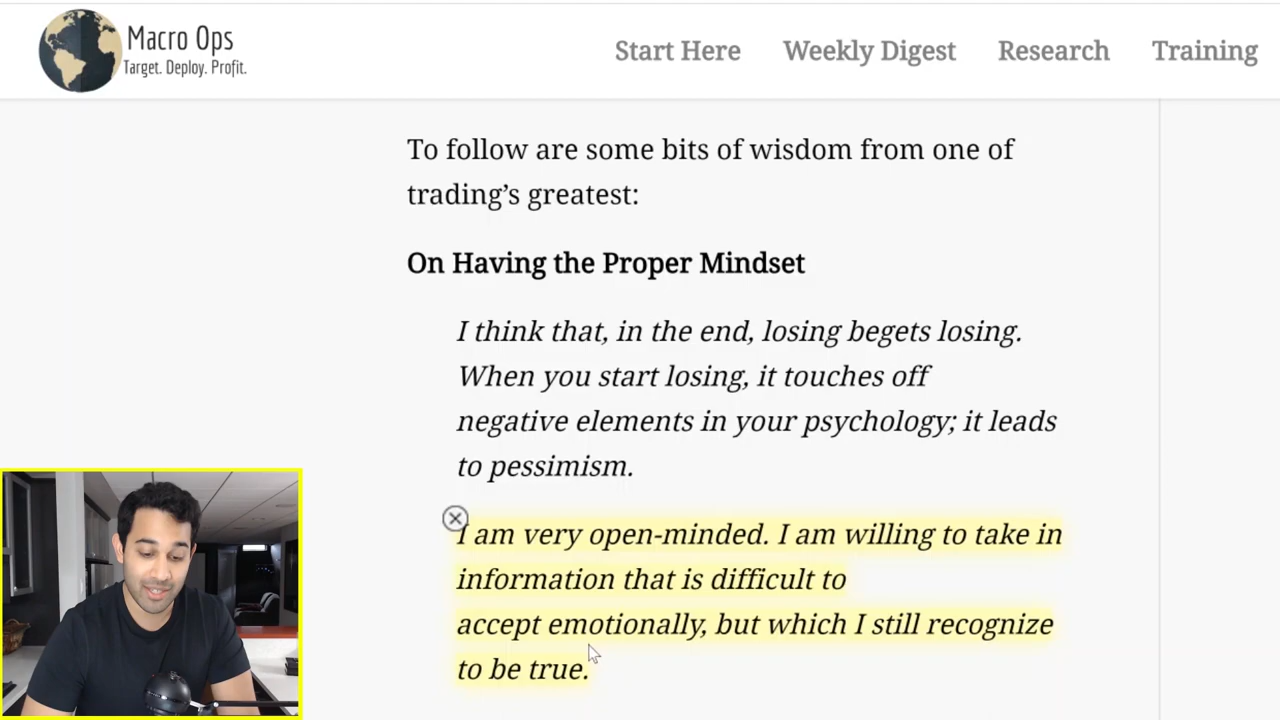 Macro Ops
Target. Deploy. Profit.
Start Here Weekly Digest Research Training
To follow are some bits of wisdom from one of
trading’s greatest:
On Having the Proper Mindset
I think that, in the end, losing begets losing.
When you start losing, it touches off
negative elements in your psychology; it leads
to pessimism.
I am very open-minded. I am willing to take in
information that is difficult to
accept emotionally, but which I still recognize
to be true.